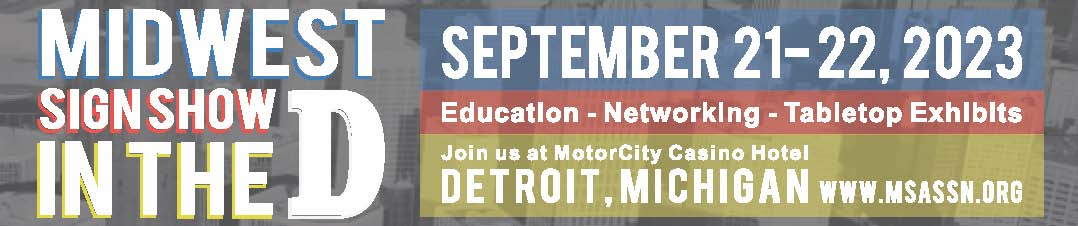 MIDWEST
SIGN SHOW
IN THE D
SEPTEMBER 21-22, 2023
Education - Networking - Tabletop Exhibits
Join us at MotorCity Casino Hotel
DETROIT, MICHIGAN WWW.MSASSN.ORG